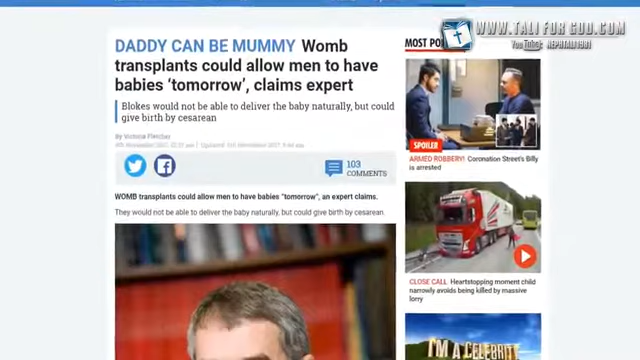 WWW.TALI FOR GOD.COM
YouTube: NEPHTALI1981
DADDY CAN BE MUMMY Womb
transplants could allow men to have
babies ‘tomorrow’, claims expert
Blokes would not be able to deliver the baby naturally, but could
give birth by cesarean
By Victoria Fletcher
103
COMMENTS
WOMB transplants could allow men to have babies "tomorrow", an expert claims.
They would not be able to deliver the baby naturally, but could give birth by cesarean.
MOST POP
SPOILER
ARMED ROBBERY! Coronation Street's Billy
is arrested
CLOSE CALL Heartstopping moment child
narrowly avoids being killed by massive
lorry
I'M A CELEBRITY